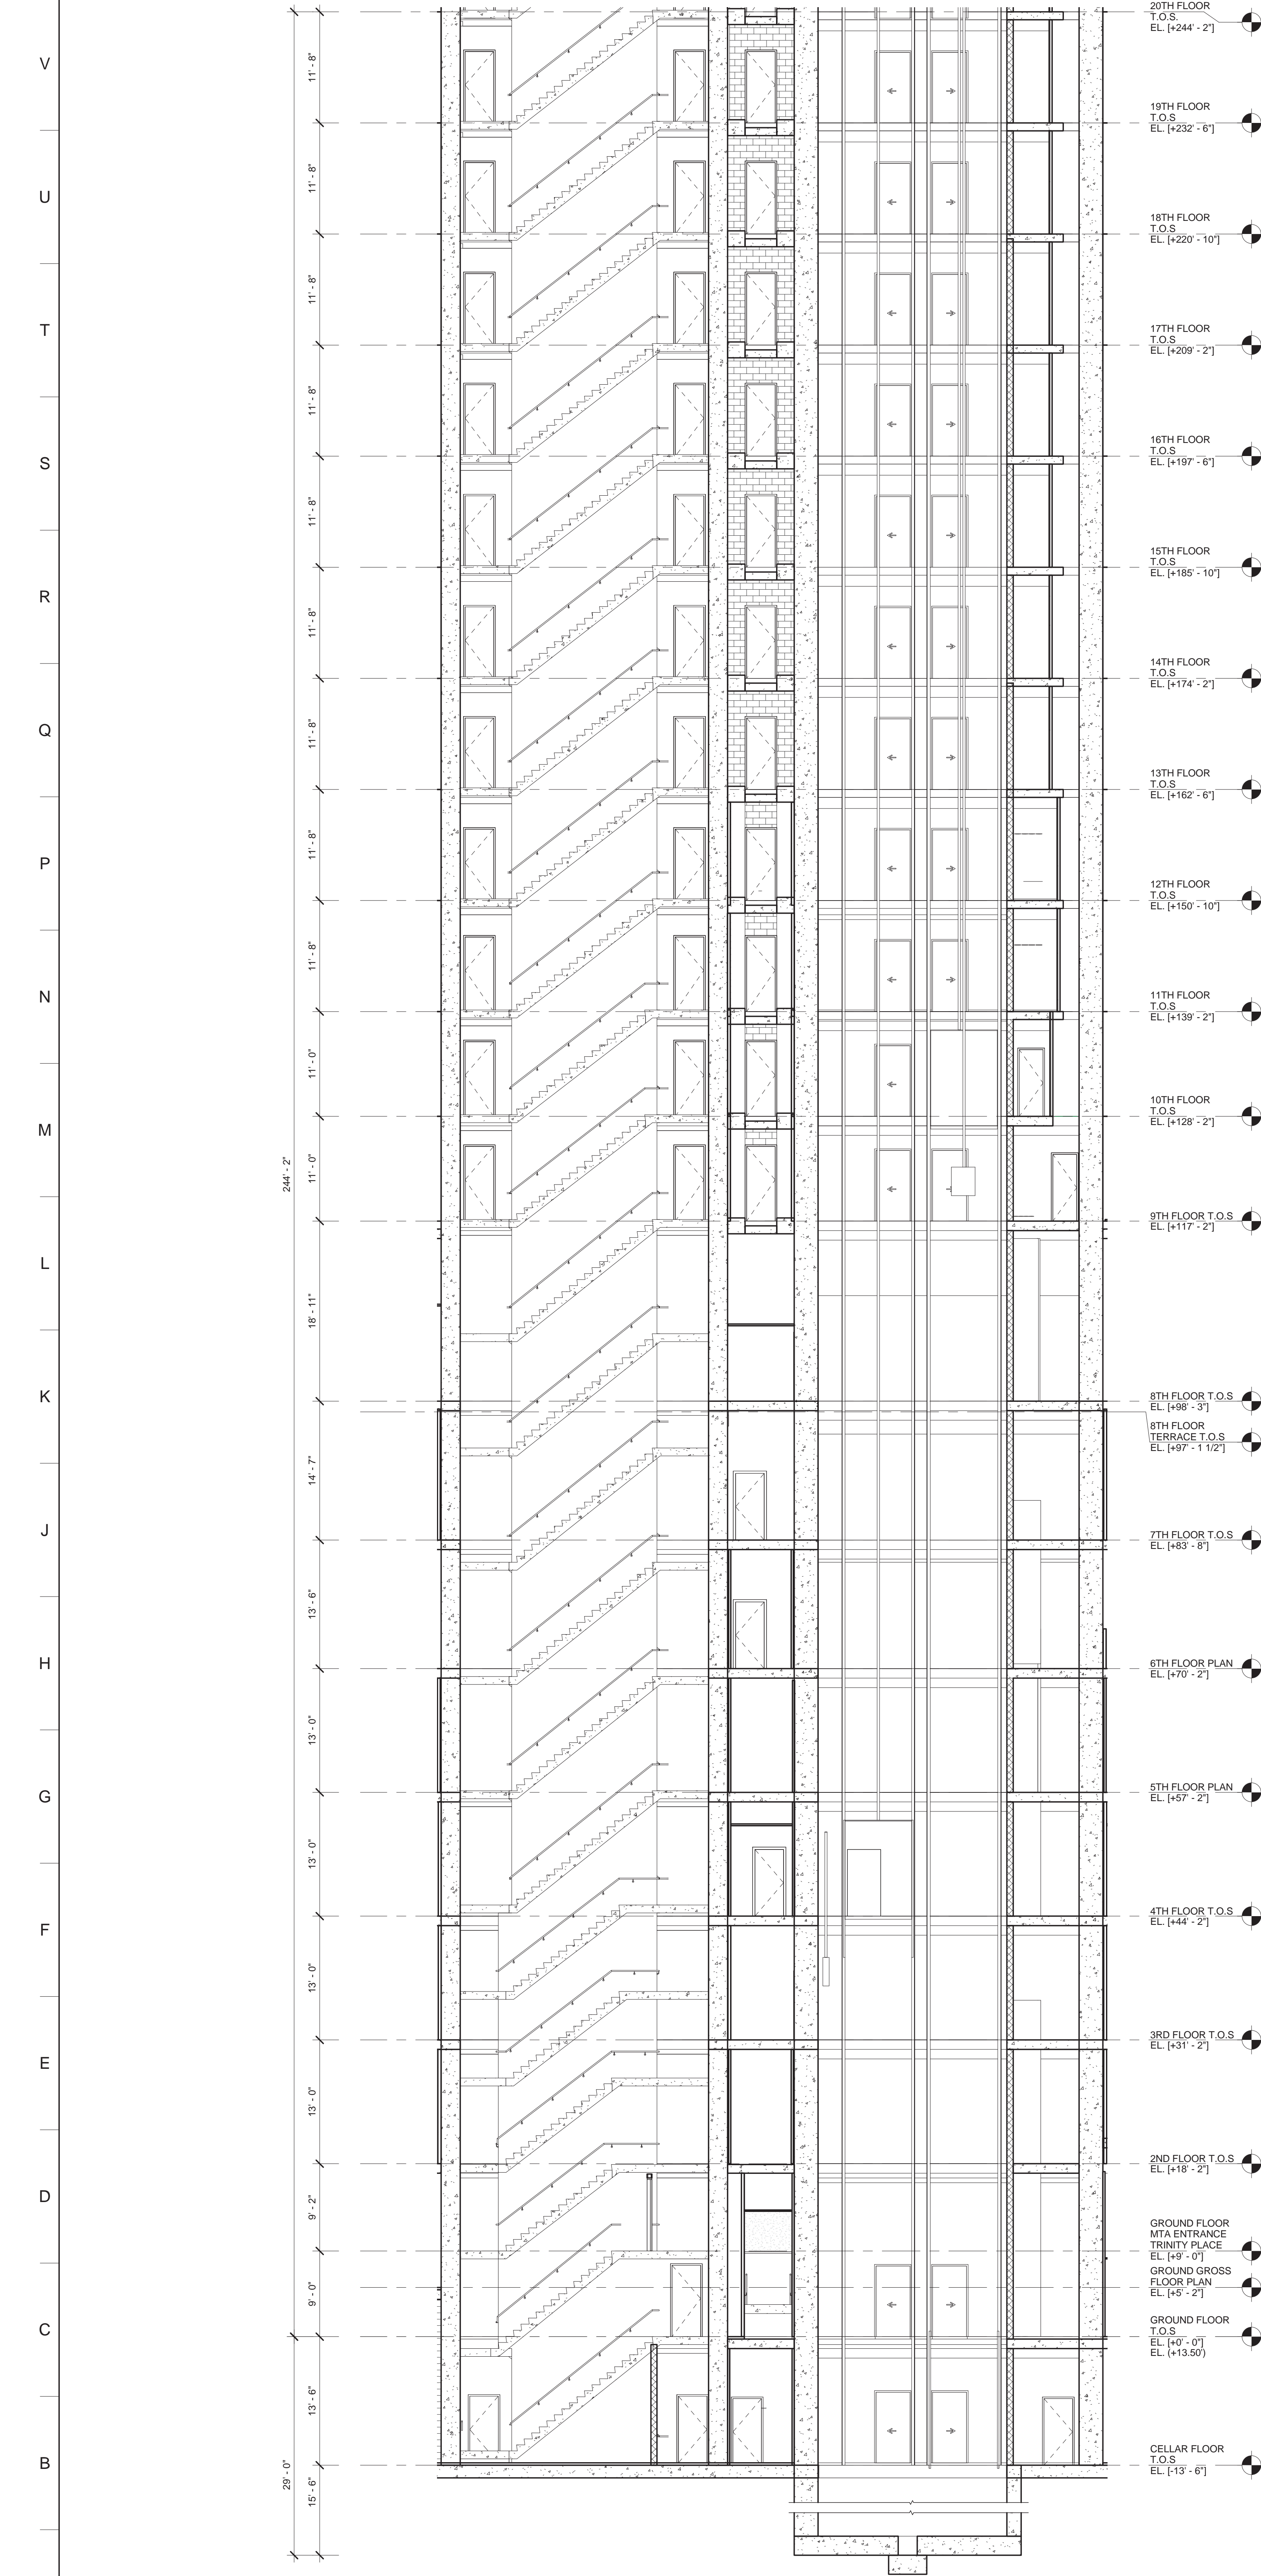 20TH FLOOR
T.O.S.
EL. [+244' - 2"]
V
11' - 8"
19TH FLOOR
T.O.S
EL. [+232' - 6"]
U
11' - 8"
18TH FLOOR
T.O.S
EL. [+220' - 10"]
T
11' - 8"
17TH FLOOR
T.O.S
EL. [+209' - 2"]
S
11' - 8"
16TH FLOOR
T.O.S
EL. [+197' - 6"]
11' - 8"
15TH FLOOR
T.O.S
EL. [+185' - 10"]
R
11' - 8"
14TH FLOOR
T.O.S
EL. [+174' - 2"]
Q
11' - 8"
13TH FLOOR
T.O.S
EL. [+162' - 6"]
P
11' - 8"
12TH FLOOR
T.O.S
EL. [+150' - 10"]
N
11' - 8"
11TH FLOOR
T.O.S
EL. [+139' - 2"]
11' - 0"
10TH FLOOR
T.O.S
EL. [+128' - 2"]
M
244' - 2"
11' - 0"
9TH FLOOR T.O.S
EL. [+117' - 2"]
L
18' - 11"
K
8TH FLOOR T.O.S
EL. [+98' - 3"]
8TH FLOOR
TERRACE T.O.S
EL. [+97' - 1 1/2"]
14' - 7"
J
7TH FLOOR T.O.S
EL. [+83' - 8"]
13' - 6"
H
6TH FLOOR PLAN
EL. [+70' - 2"]
13' - 0"
G
5TH FLOOR PLAN
EL. [+57' - 2"]
13' - 0"
F
4TH FLOOR T.O.S
EL. [+44' - 2"]
13' - 0"
3RD FLOOR T.O.S
EL. [+31' - 2"]
E
13' - 0"
2ND FLOOR T.O.S
EL. [+18' - 2"]
D
9' - 2"
GROUND FLOOR
MTA ENTRANCE
TRINITY PLACE
EL. [+9' - 0"]
GROUND GROSS
FLOOR PLAN
EL. [+5' - 2"]
9' - 0"
C
GROUND FLOOR
T.O.S
EL. [+0' - 0"]
EL. (+13.50')
13' - 6"
B
CELLAR FLOOR
T.O.S
EL. [-13' - 6"]
29' - 0"
15' - 6"